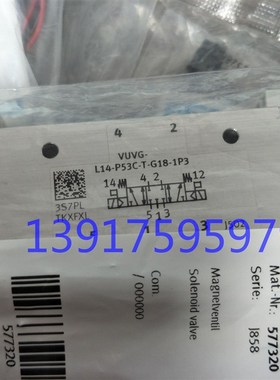 4 2
VUVG-
L14-P53C-T-G18-1P3
14 4 2 12
5 1 3
357PL
TKXFXL
13917595597
Mat.-Nr.: 577320
Serie: J858
Magnetventil
Solenoid valve
Com
/ 000000
577320